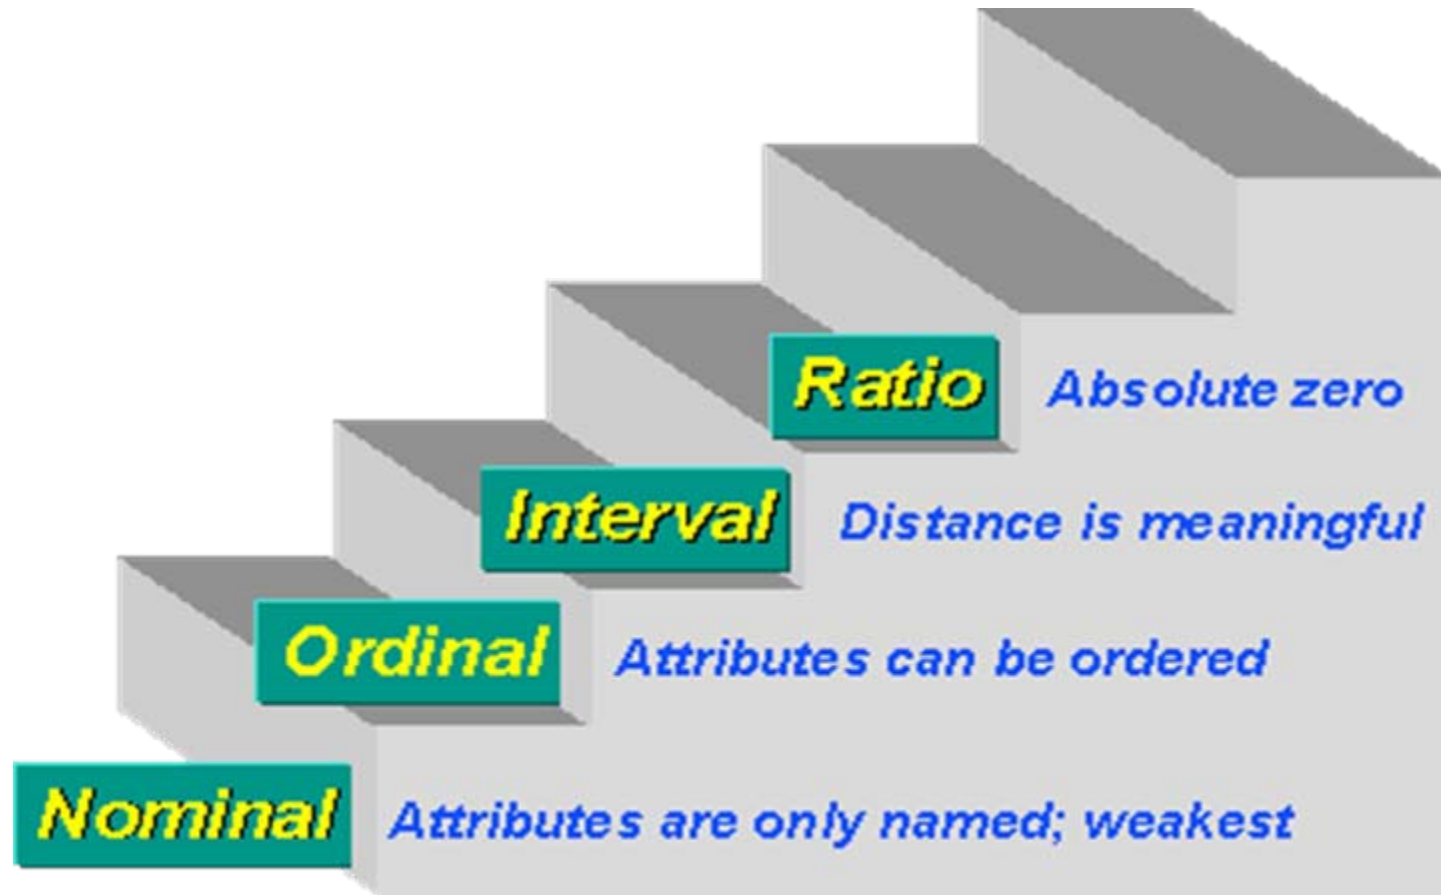 Ratio Absolute zero
Interval Distance is meaningful
Ordinal Attributes can be ordered
Nominal Attributes are only named; weakest